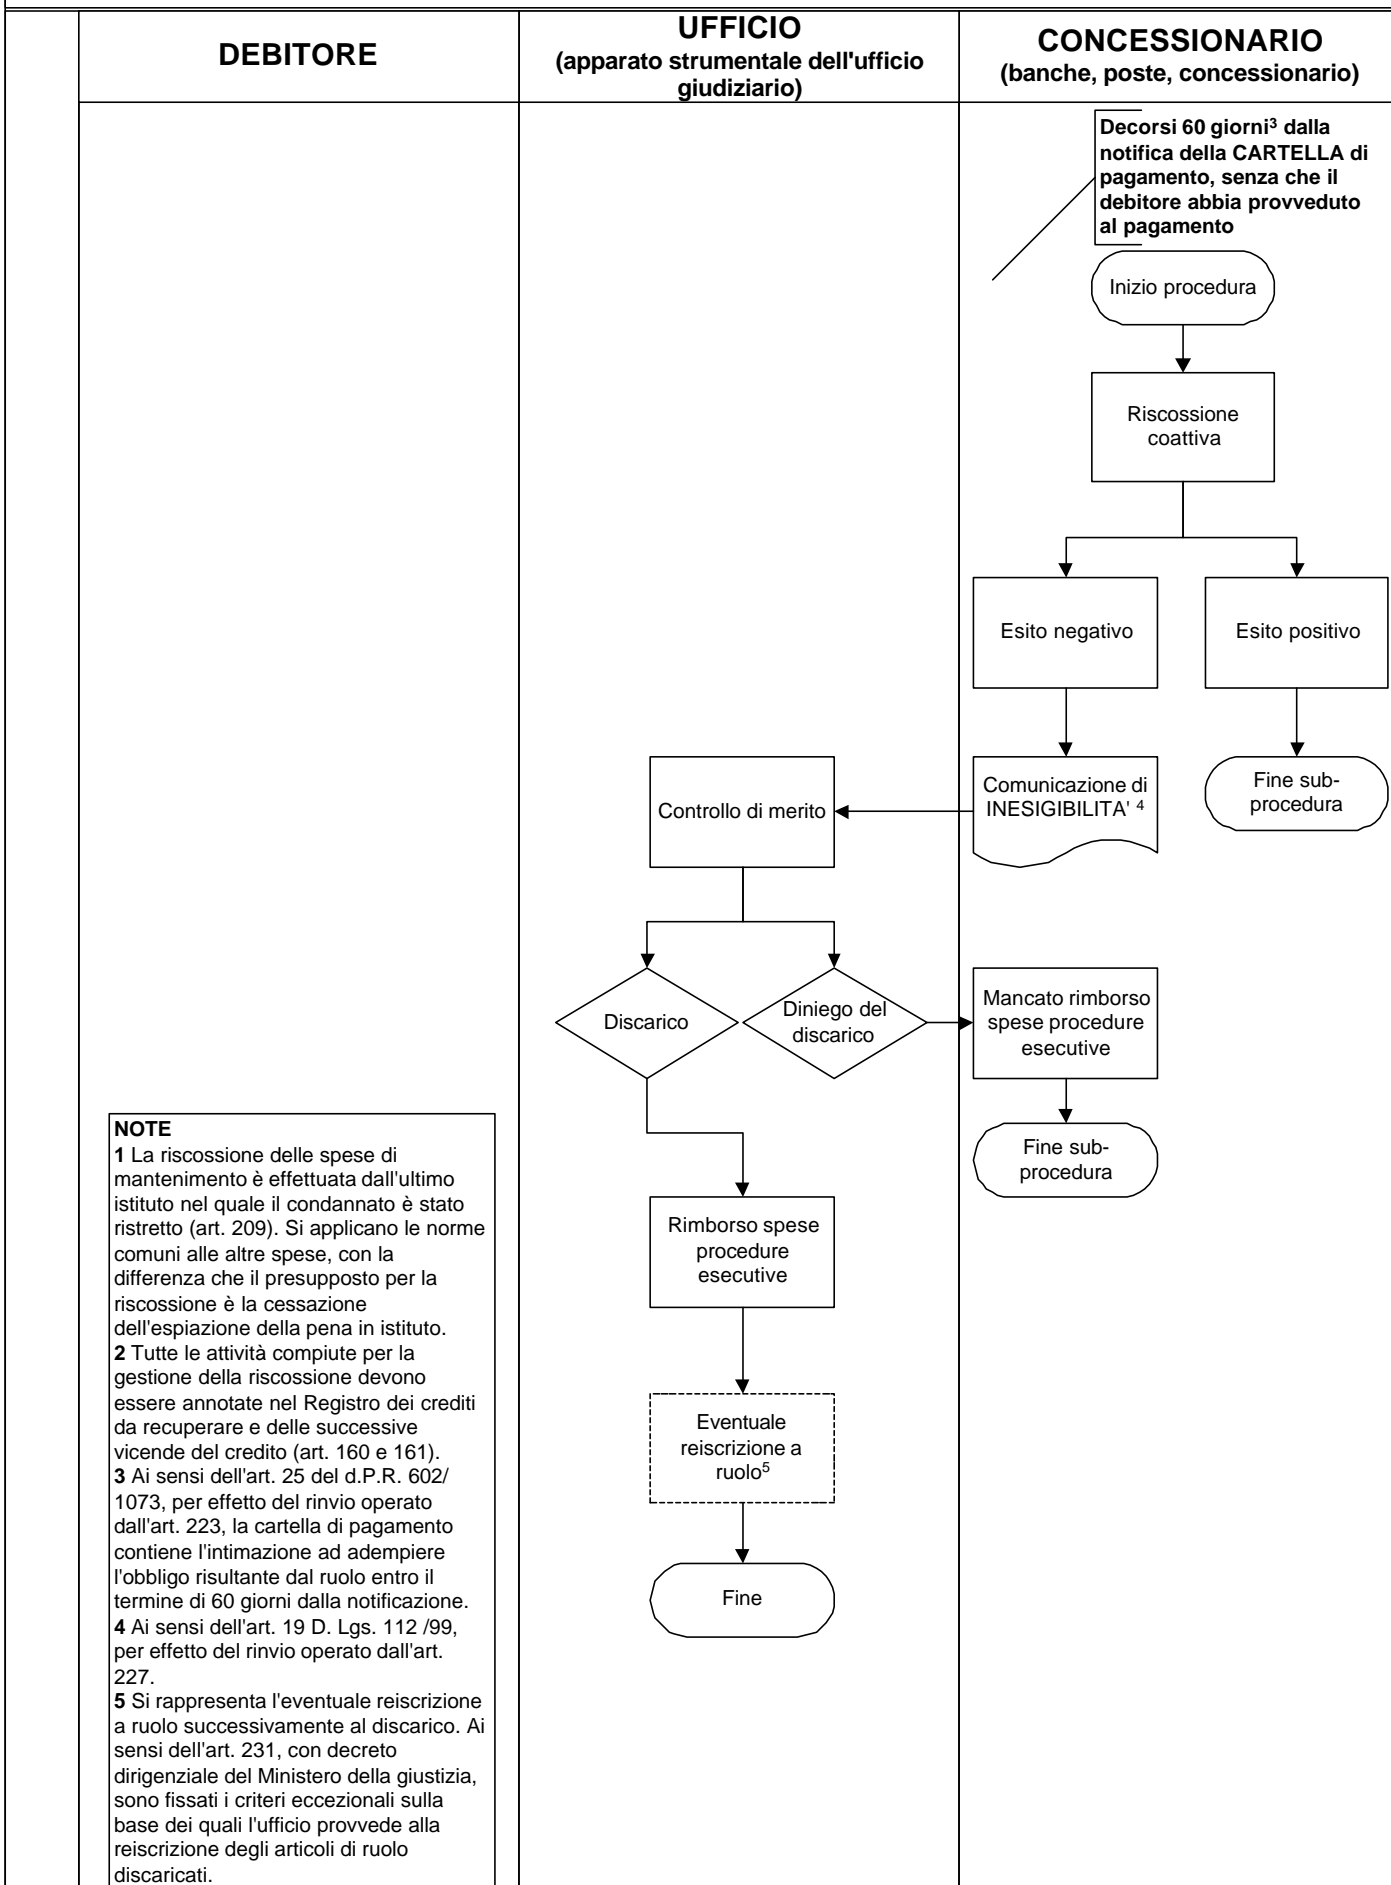 DEBITORE
UFFICIO
(apparato strumentale dell'ufficio
giudiziario)
CONCESSIONARIO
(banche, poste, concessionario)
Decorsi 60 giorni3 dalla
notifica della CARTELLA di
pagamento, senza che il
debitore abbia provveduto
al pagamento
Inizio procedura
Riscossione
coattiva
Esito negativo
Esito positivo
Controllo di merito
Comunicazione di
INESIGIBILITA' 4
Fine sub-
procedura
Discarico
Diniego del
discarico
Mancato rimborso
spese procedure
esecutive
Fine sub-
procedura
Rimborso spese
procedure
esecutive
Eventuale
reiscrizione a
ruolo5
Fine
NOTE
1 La riscossione delle spese di
mantenimento è effettuata dall'ultimo
istituto nel quale il condannato è stato
ristretto (art. 209). Si applicano le norme
comuni alle altre spese, con la
differenza che il presupposto per la
riscossione è la cessazione
dell'espiazione della pena in istituto.
2 Tutte le attività compiute per la
gestione della riscossione devono
essere annotate nel Registro dei crediti
da recuperare e delle successive
vicende del credito (art. 160 e 161).
3 Ai sensi dell'art. 25 del d.P.R. 602/
1073, per effetto del rinvio operato
dall'art. 223, la cartella di pagamento
contiene l'intimazione ad adempiere
l'obbligo risultante dal ruolo entro il
termine di 60 giorni dalla notificazione.
4 Ai sensi dell'art. 19 D. Lgs. 112 /99,
per effetto del rinvio operato dall'art.
227.
5 Si rappresenta l'eventuale reiscrizione
a ruolo successivamente al discarico. Ai
sensi dell'art. 231, con decreto
dirigenziale del Ministero della giustizia,
sono fissati i criteri eccezionali sulla
base dei quali l'ufficio provvede alla
reiscrizione degli articoli di ruolo
discaricati.